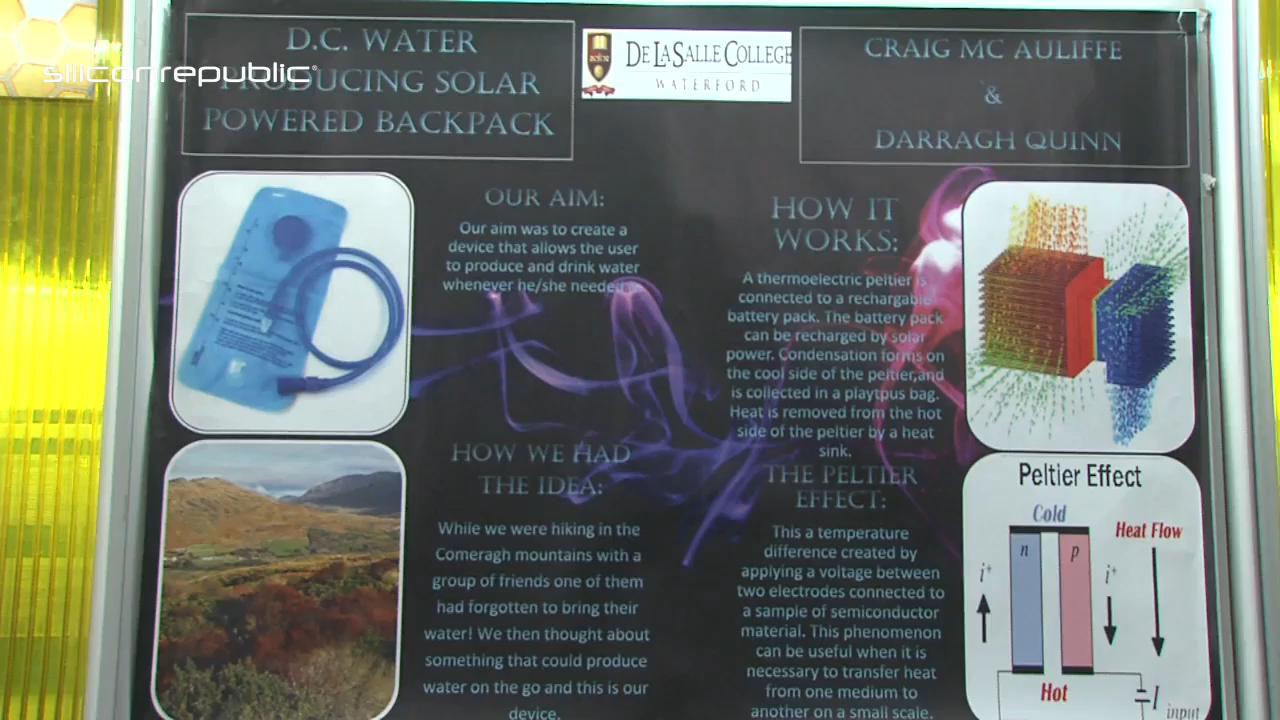 siliconrepublic
D.C. WATER
PRODUCING SOLAR
POWERED BACKPACK
DE LA SALLE COLLEGE
WATERFORD
CRAIG MC AULIFFE
&
DARRAGH QUINN
OUR AIM:
Our aim was to create a
device that allows the user
to produce and drink water
whenever he/she needed
HOW WE HAD
THE IDEA:
While we were hiking in the
Comeragh mountains with a
group of friends one of them
had forgotten to bring their
water! We then thought about
something that could produce
water on the go and this is our
device.
HOW IT
WORKS:
A thermoelectric peltier is
connected to a rechargable
battery pack. The battery pack
can be recharged by solar
power. Condensation forms on
the cool side of the peltier,and
is collected in a playtpus bag.
Heat is removed from the hot
side of the peltier by a heat
sink.
THE PELTIER
EFFECT:
This a temperature
difference created by
applying a voltage between
two electrodes connected to
a sample of semiconductor
material. This phenomenon
can be useful when it is
necessary to transfer heat
from one medium to
another on a small scale.
Peltier Effect
Cold
Heat Flow
n
p
i+
i+
Hot
I input